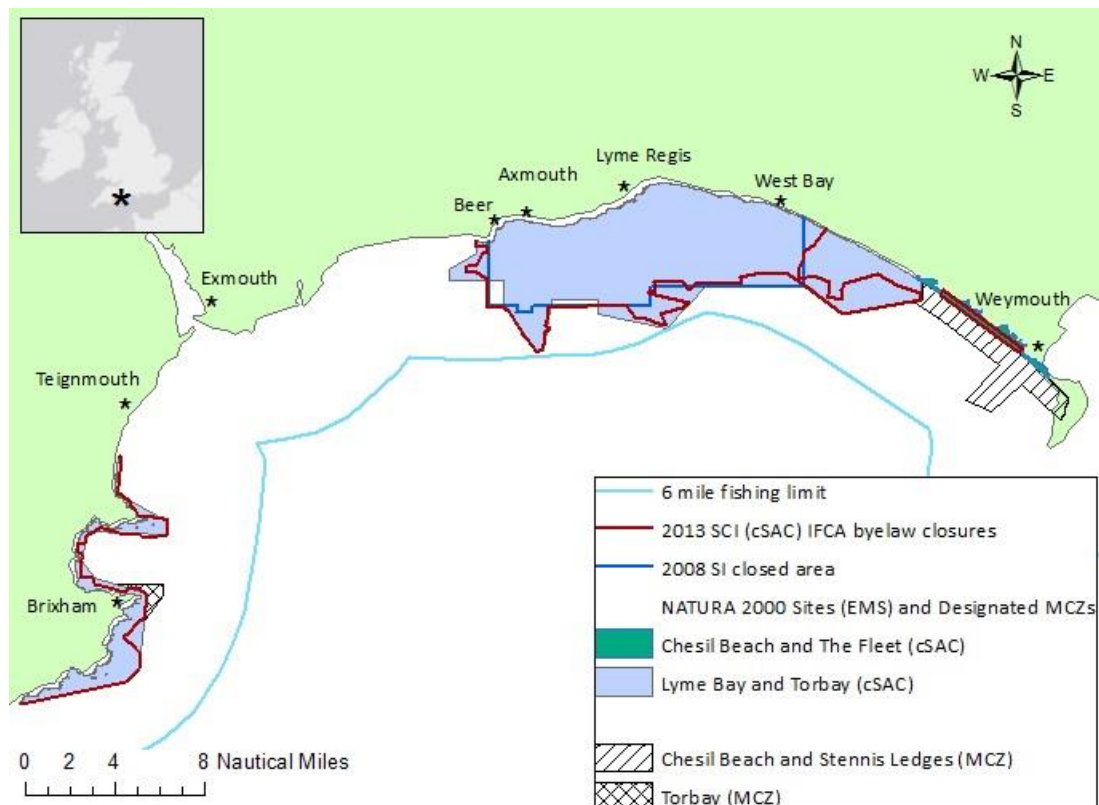 N
W E
S
Lyme Regis
Axmouth
West Bay
Beer
Exmouth
Weymouth
Teignmouth
Brixham
6 mile fishing limit
2013 SCI (cSAC) IFCA byelaw closures
2008 SI closed area
NATURA 2000 Sites (EMS) and Designated MCZs
Chesil Beach and The Fleet (cSAC)
Lyme Bay and Torbay (cSAC)
Chesil Beach and Stennis Ledges (MCZ)
Torbay (MCZ)
0 2 4 8 Nautical Miles